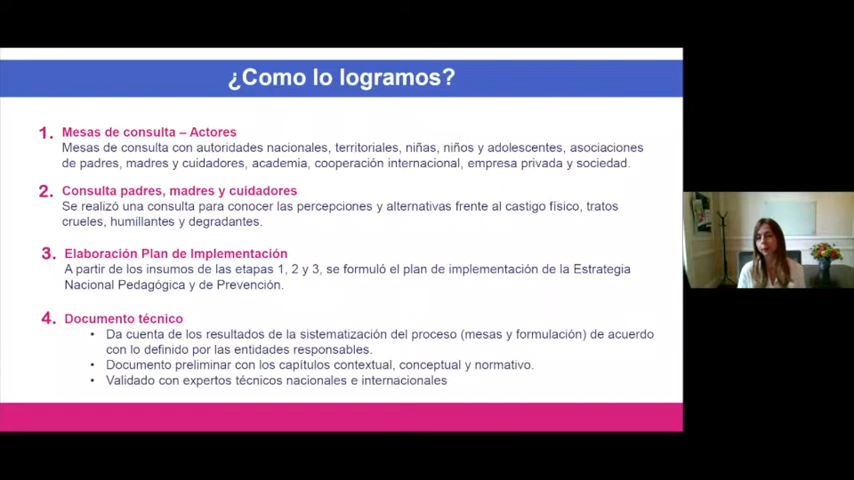 ¿Como lo logramos?
1. Mesas de consulta – Actores
Mesas de consulta con autoridades nacionales, territoriales, niñas, niños y adolescentes, asociaciones
de padres, madres y cuidadores, academia, cooperación internacional, empresa privada y sociedad.
2. Consulta padres, madres y cuidadores
Se realizó una consulta para conocer las percepciones y alternativas frente al castigo físico, tratos
crueles, humillantes y degradantes.
3. Elaboración Plan de Implementación
A partir de los insumos de las etapas 1, 2 y 3, se formuló el plan de implementación de la Estrategia
Nacional Pedagógica y de Prevención.
4. Documento técnico
• Da cuenta de los resultados de la sistematización del proceso (mesas y formulación) de acuerdo
con lo definido por las entidades responsables.
• Documento preliminar con los capítulos contextual, conceptual y normativo.
• Validado con expertos técnicos nacionales e internacionales